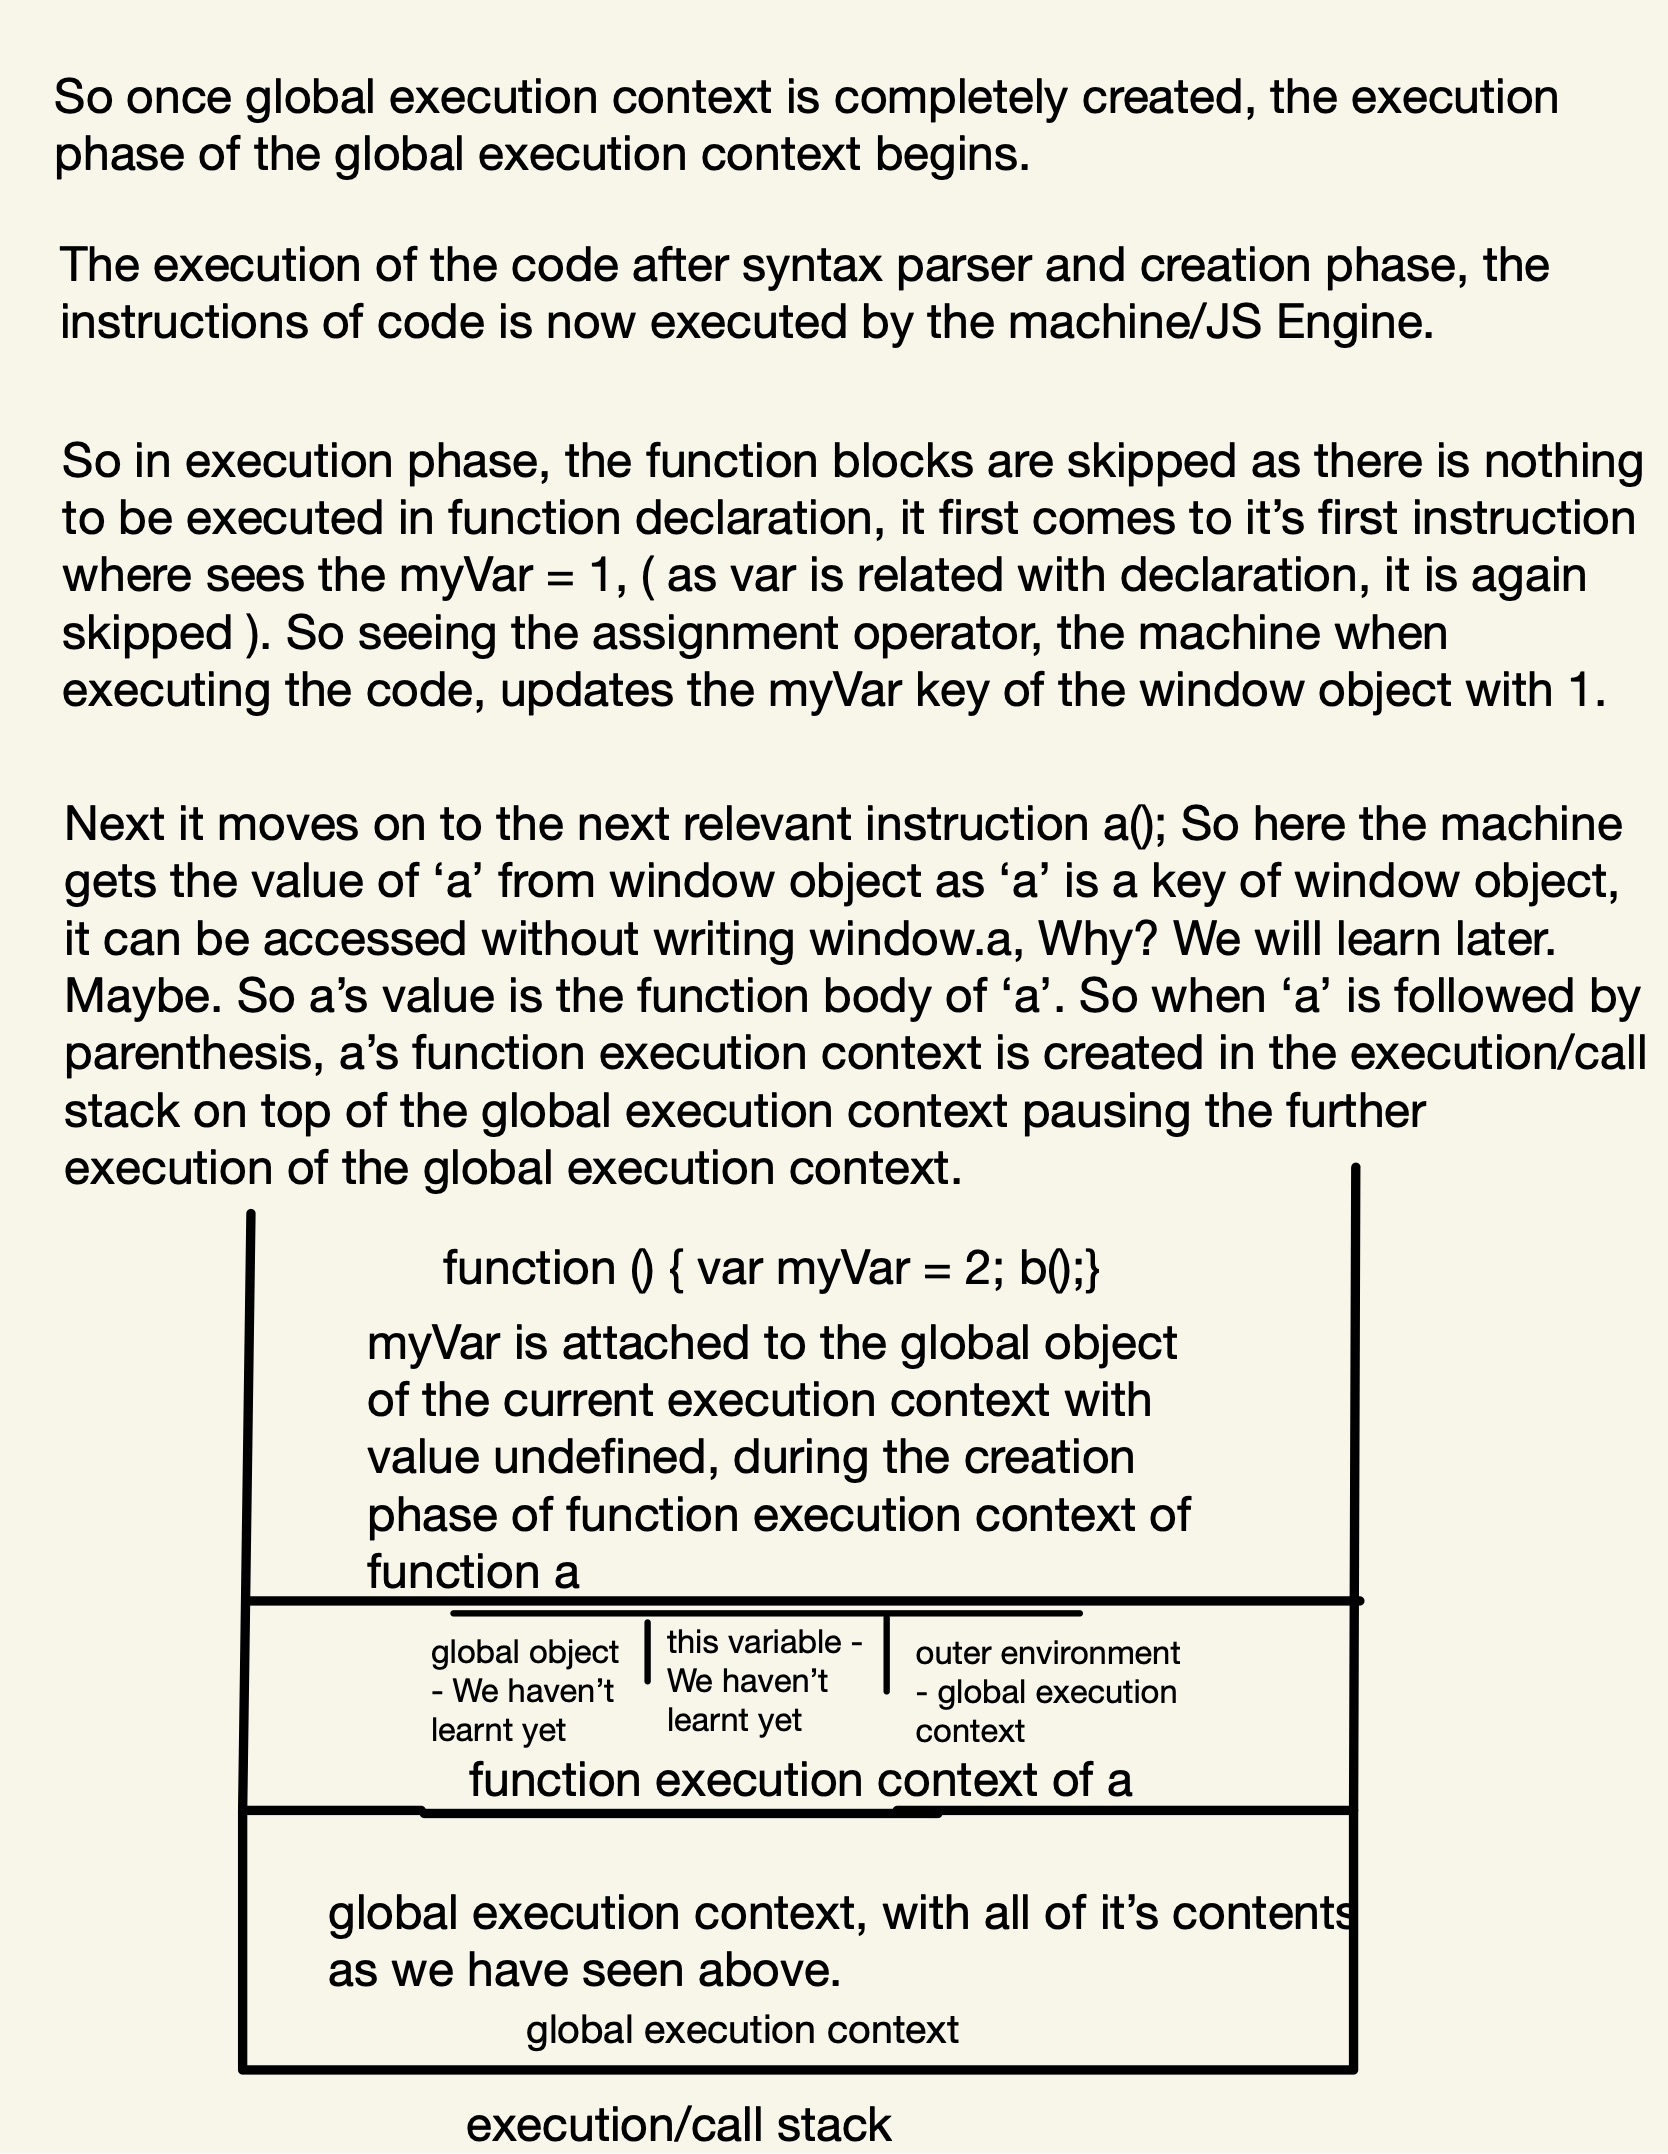 So once global execution context is completely created, the execution
phase of the global execution context begins.
The execution of the code after syntax parser and creation phase, the
instructions of code is now executed by the machine/JS Engine.
So in execution phase, the function blocks are skipped as there is nothing
to be executed in function declaration, it first comes to it’s first instruction
where sees the myVar = 1, ( as var is related with declaration, it is again
skipped ). So seeing the assignment operator, the machine when
executing the code, updates the myVar key of the window object with 1.
Next it moves on to the next relevant instruction a(); So here the machine
gets the value of ‘a’ from window object as ‘a’ is a key of window object,
it can be accessed without writing window.a, Why? We will learn later.
Maybe. So a’s value is the function body of ‘a’. So when ‘a’ is followed by
parenthesis, a’s function execution context is created in the execution/call
stack on top of the global execution context pausing the further
execution of the global execution context.
function () { var myVar = 2; b();}
myVar is attached to the global object
of the current execution context with
value undefined, during the creation
phase of function execution context of
function a
global object
- We haven’t
learnt yet
this variable -
We haven’t
learnt yet
outer environment
- global execution
context
function execution context of a
global execution context, with all of it’s contents
as we have seen above.
global execution context
execution/call stack